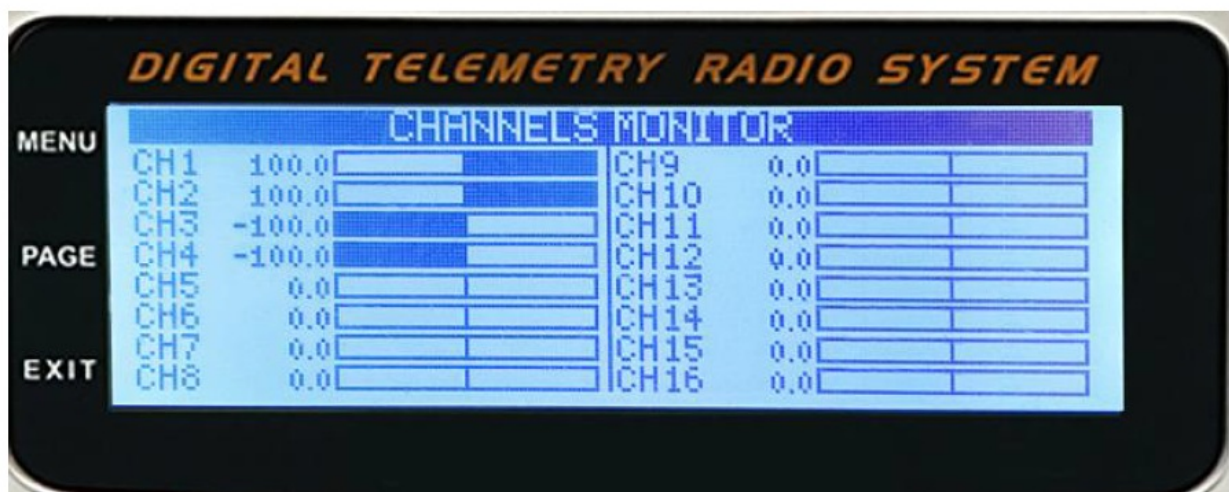 DIGITAL TELEMETRY RADIO SYSTEM
CHANNELS MONITOR
MENU
PAGE
EXIT
CH1 100.0
CH2 100.0
CH3 -100.0
CH4 -100.0
CH5 0.0
CH6 0.0
CH7 0.0
CH8 0.0
CH9 0.0
CH10 0.0
CH11 0.0
CH12 0.0
CH13 0.0
CH14 0.0
CH15 0.0
CH16 0.0